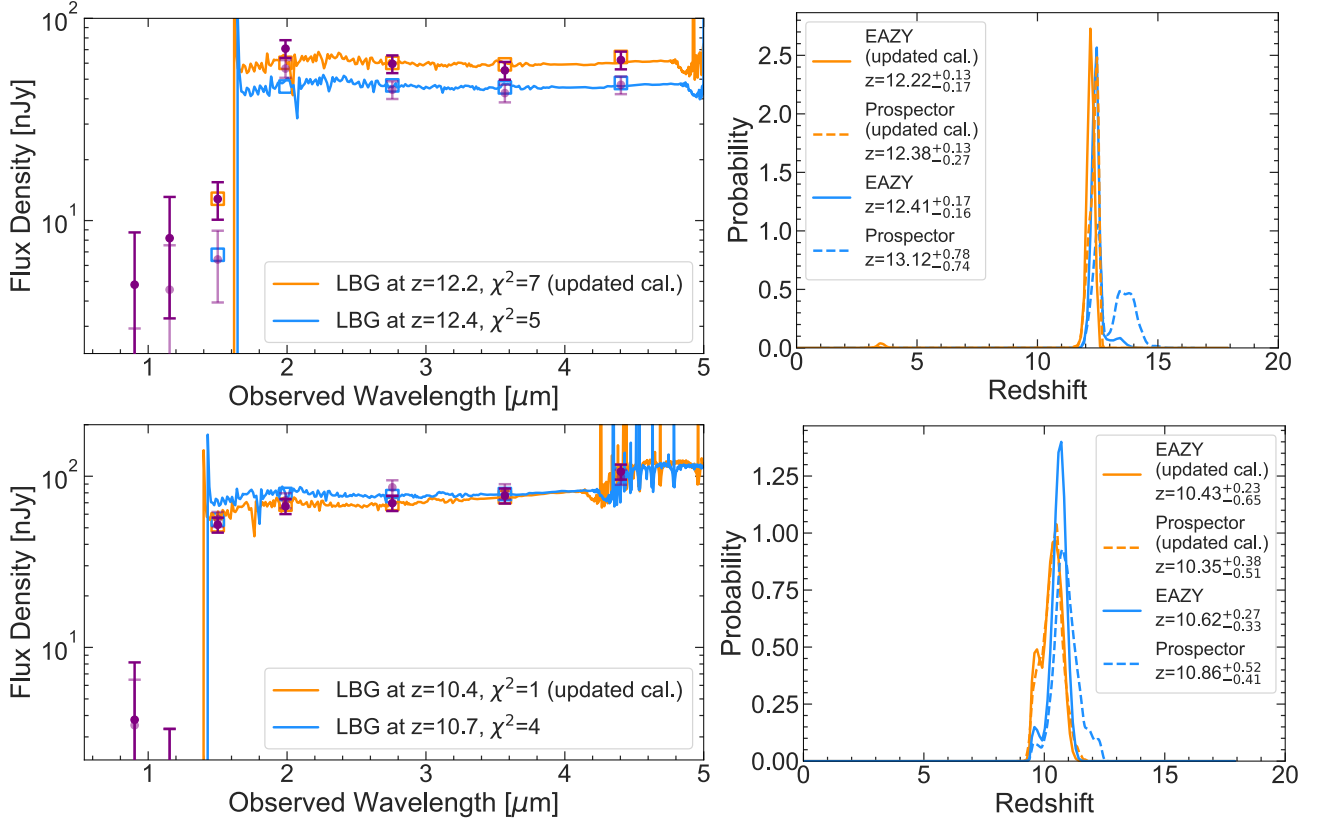 10²
10¹
Flux Density [nJy]
LBG at z=12.2, χ²=7 (updated cal.)
LBG at z=12.4, χ²=5
1 2 3 4 5
Observed Wavelength [μm]
2.5
2.0
1.5
1.0
0.5
0.0
Probability
EAZY
(updated cal.)
z=12.22+0.13−0.17
Prospector
(updated cal.)
z=12.38+0.13−0.27
EAZY
z=12.41+0.17−0.16
Prospector
z=13.12+0.78−0.74
0 5 10 15 20
Redshift
10²
10¹
Flux Density [nJy]
LBG at z=10.4, χ²=1 (updated cal.)
LBG at z=10.7, χ²=4
1 2 3 4 5
Observed Wavelength [μm]
1.25
1.00
0.75
0.50
0.25
0.00
Probability
EAZY
(updated cal.)
z=10.43+0.23−0.65
Prospector
(updated cal.)
z=10.35+0.38−0.51
EAZY
z=10.62+0.27−0.33
Prospector
z=10.86+0.52−0.41
0 5 10 15 20
Redshift